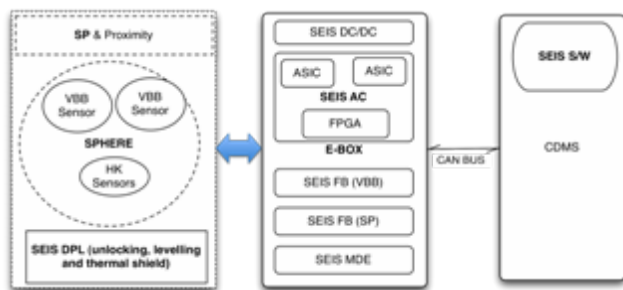 SP & Proximity
VBB
Sensor
VBB
Sensor
SPHERE
HK
Sensors
SEIS DPL (unlocking, levelling
and thermal shield)
SEIS DC/DC
ASIC
ASIC
SEIS AC
FPGA
E-BOX
SEIS FB (VBB)
SEIS FB (SP)
SEIS MDE
CAN BUS
SEIS S/W
CDMS